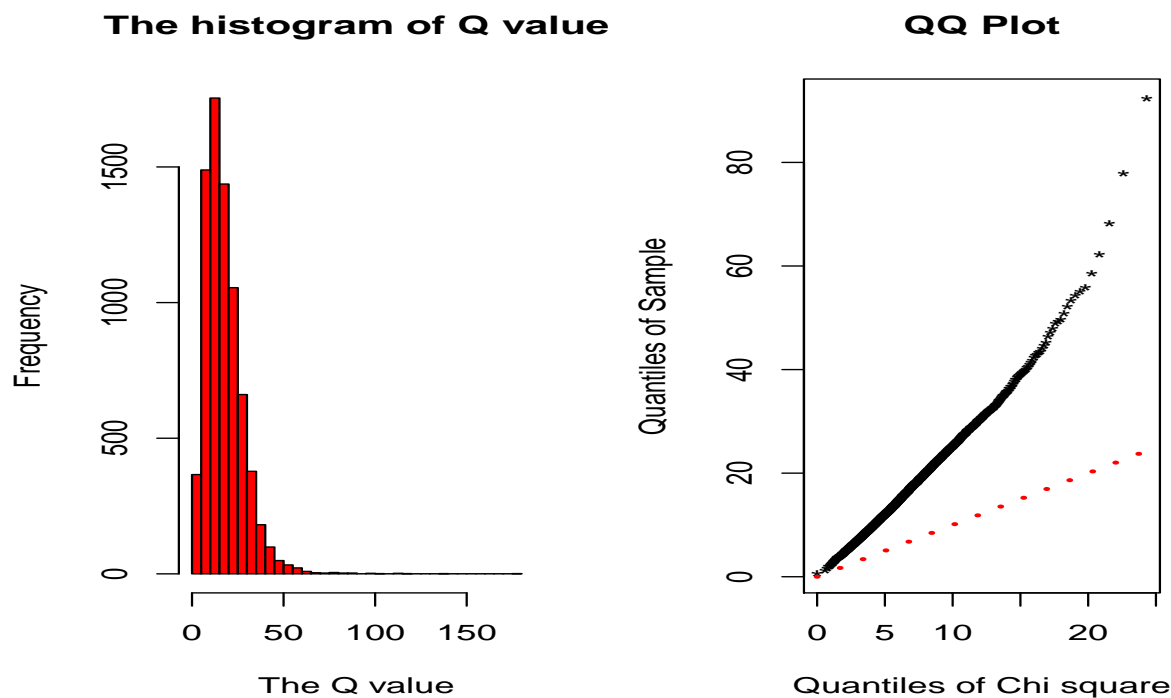 The histogram of Q value
Frequency
0
500
1000
1500
0
50
100
150
The Q value
QQ Plot
Quantiles of Sample
0
20
40
60
80
0
5
10
20
Quantiles of Chi square